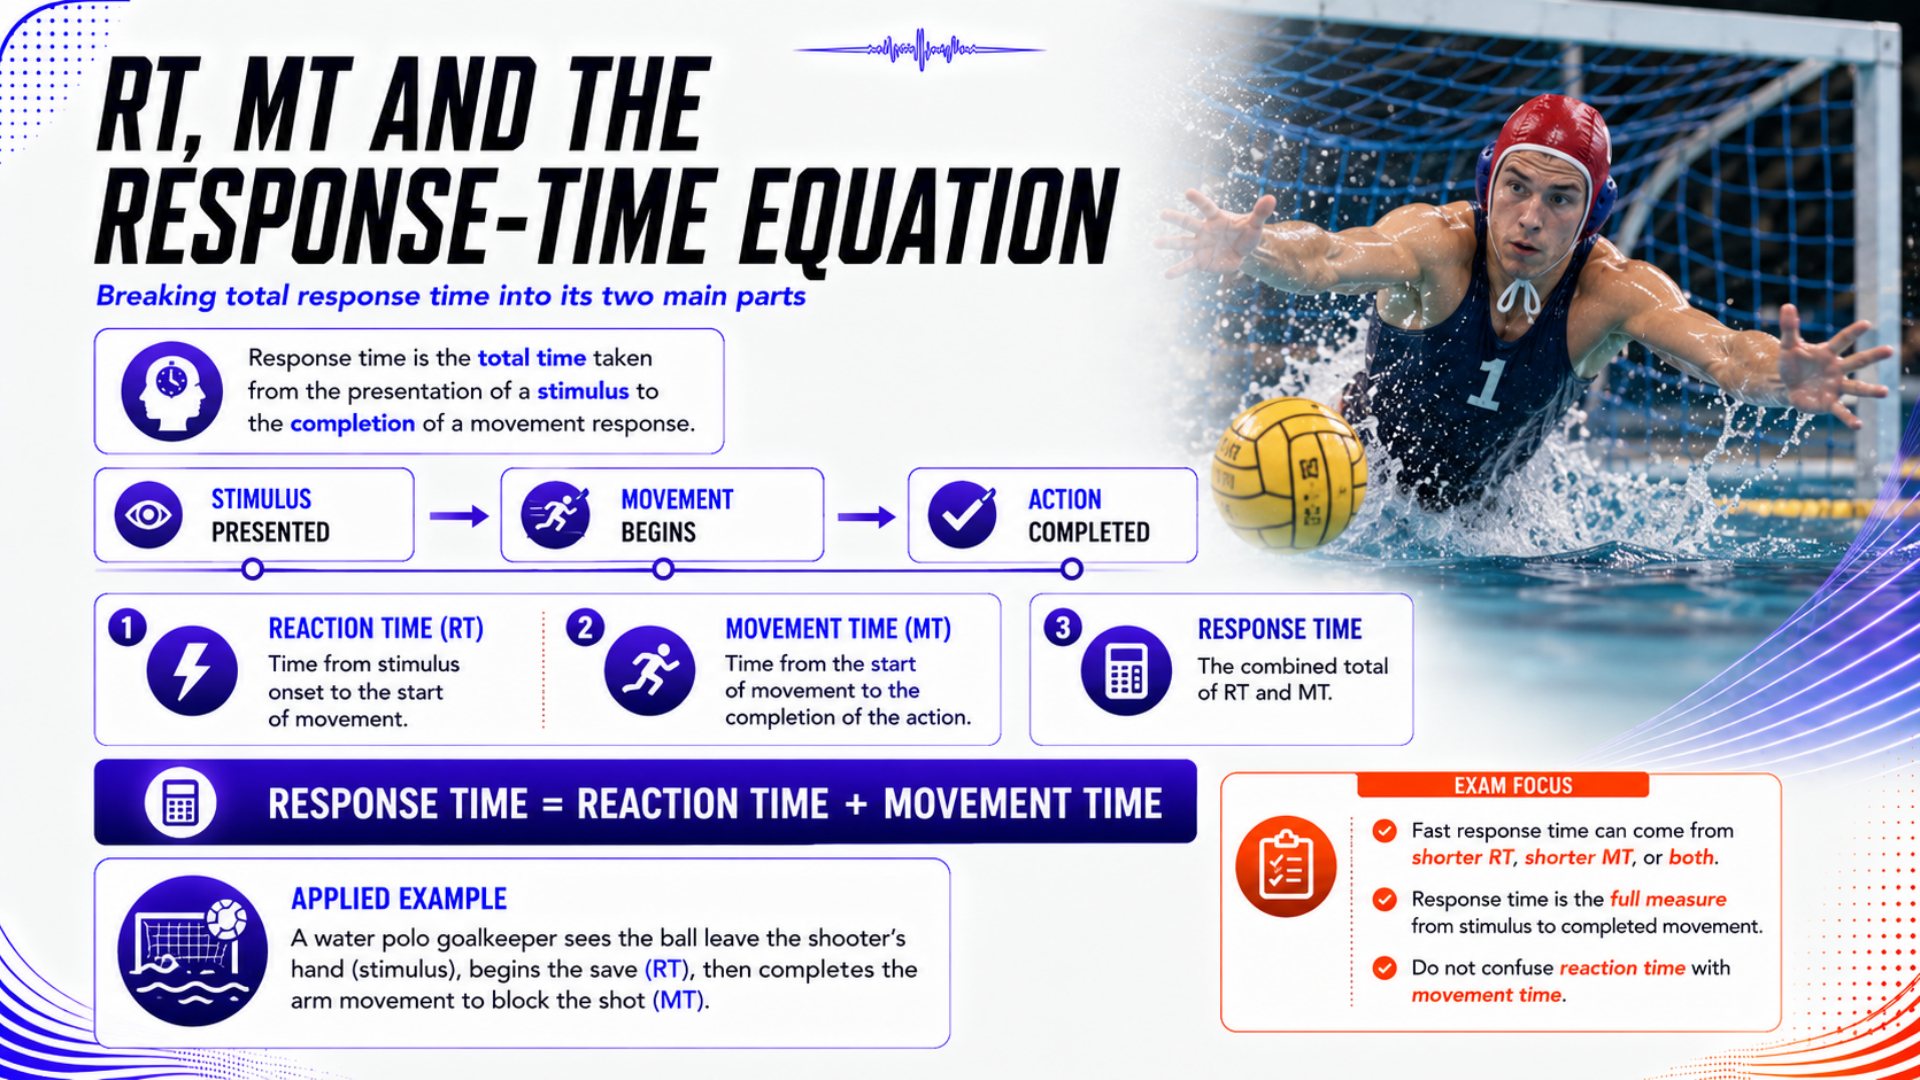 RT, MT AND THE
RESPONSE-TIME EQUATION
Breaking total response time into its two main parts
Response time is the total time taken
from the presentation of a stimulus to
the completion of a movement response.
STIMULUS
PRESENTED
MOVEMENT
BEGINS
ACTION
COMPLETED
1
REACTION TIME (RT)
Time from stimulus
onset to the start
of movement.
2
MOVEMENT TIME (MT)
Time from the start
of movement to the
completion of the action.
3
RESPONSE TIME
The combined total
of RT and MT.
RESPONSE TIME = REACTION TIME + MOVEMENT TIME
APPLIED EXAMPLE
A water polo goalkeeper sees the ball leave the shooter's
hand (stimulus), begins the save (RT), then completes the
arm movement to block the shot (MT).
EXAM FOCUS
Fast response time can come from
shorter RT, shorter MT, or both.
Response time is the full measure
from stimulus to completed movement.
Do not confuse reaction time with
movement time.
1